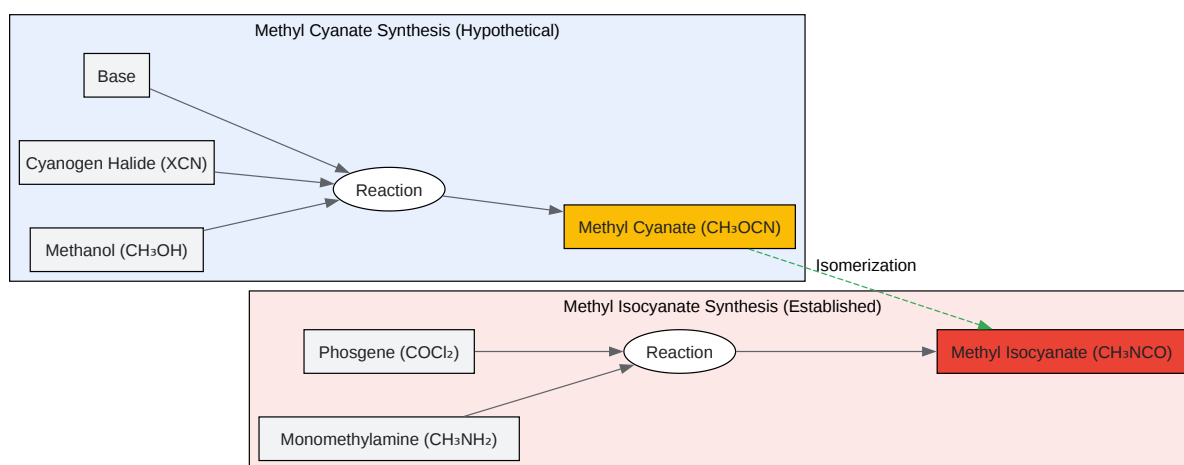 Methyl Cyanate Synthesis (Hypothetical)
Base
Cyanogen Halide (XCN)
Reaction
Methanol (CH₃OH)
Methyl Cyanate (CH₃OCN)
Isomerization
Methyl Isocyanate Synthesis (Established)
Phosgene (COCl₂)
Reaction
Methyl Isocyanate (CH₃NCO)
Monomethylamine (CH₃NH₂)